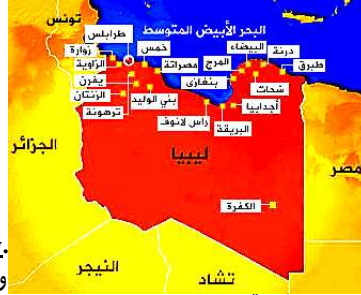 تونس
البحر الأبيض المتوسط
طرابلس
زوارة
خمس
البيضاء
درنة
الزاوية
مصراتة
المرج
طبرق
يفرن
بنغازي
شحات
الزنتان
بني الوليد
أجدابيا
ترهونة
راس لانوف
البريقة
الجزائر
ليبيا
مصر
الكفرة
النيجر
تشاد
و